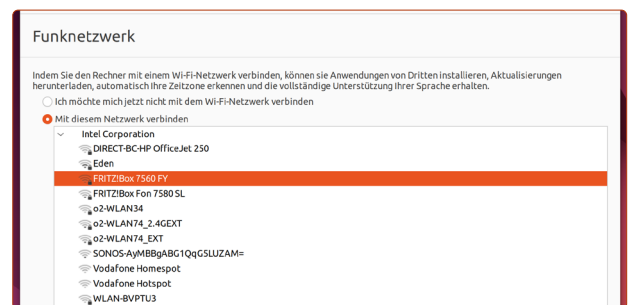 Funknetzwerk
Indem Sie den Rechner mit einem Wi-Fi-Netzwerk verbinden, können sie Anwendungen von Dritten installieren, Aktualisierungen
herunterladen, automatisch Ihre Zeitzone erkennen und die vollständige Unterstützung Ihrer Sprache erhalten.
Ich möchte mich jetzt nicht mit dem Wi-Fi-Netzwerk verbinden
Mit diesem Netzwerk verbinden
Intel Corporation
DIRECT-BC-HP OfficeJet 250
Eden
FRITZ!Box 7560 FY
FRITZ!Box Fon 7580 SL
o2-WLAN34
o2-WLAN74_2.4GEXT
o2-WLAN74_EXT
SONOS-AyMBBgABG1QqG5LUZAM=
Vodafone Homespot
Vodafone Hotspot
WLAN-BVPTU3